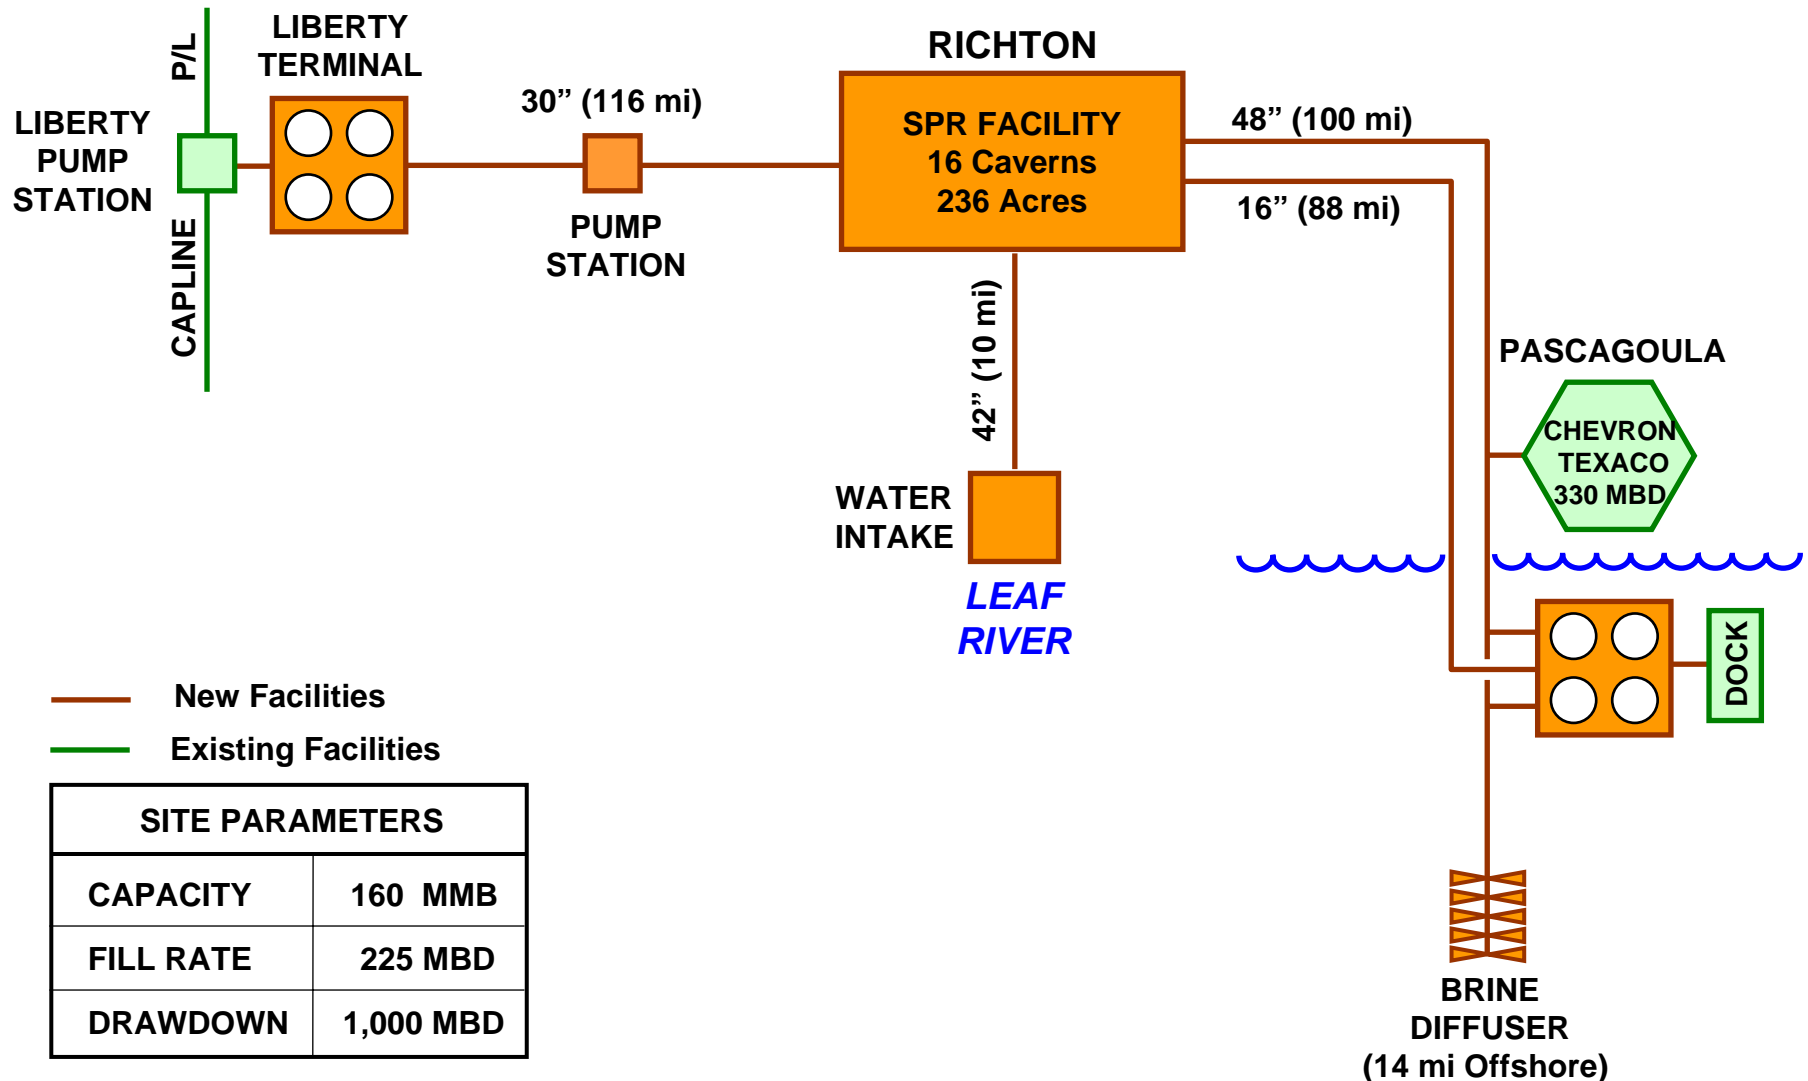 P/L
LIBERTY
TERMINAL
RICHTON
30” (116 mi)
LIBERTY
PUMP
STATION
SPR FACILITY
16 Caverns
236 Acres
48” (100 mi)
16” (88 mi)
PUMP
STATION
CAPLINE
42” (10 mi)
PASCAGOULA
CHEVRON
TEXACO
330 MBD
WATER
INTAKE
LEAF
RIVER
DOCK
New Facilities
Existing Facilities
SITE PARAMETERS
CAPACITY 160 MMB
FILL RATE 225 MBD
DRAWDOWN 1,000 MBD
BRINE
DIFFUSER
(14 mi Offshore)